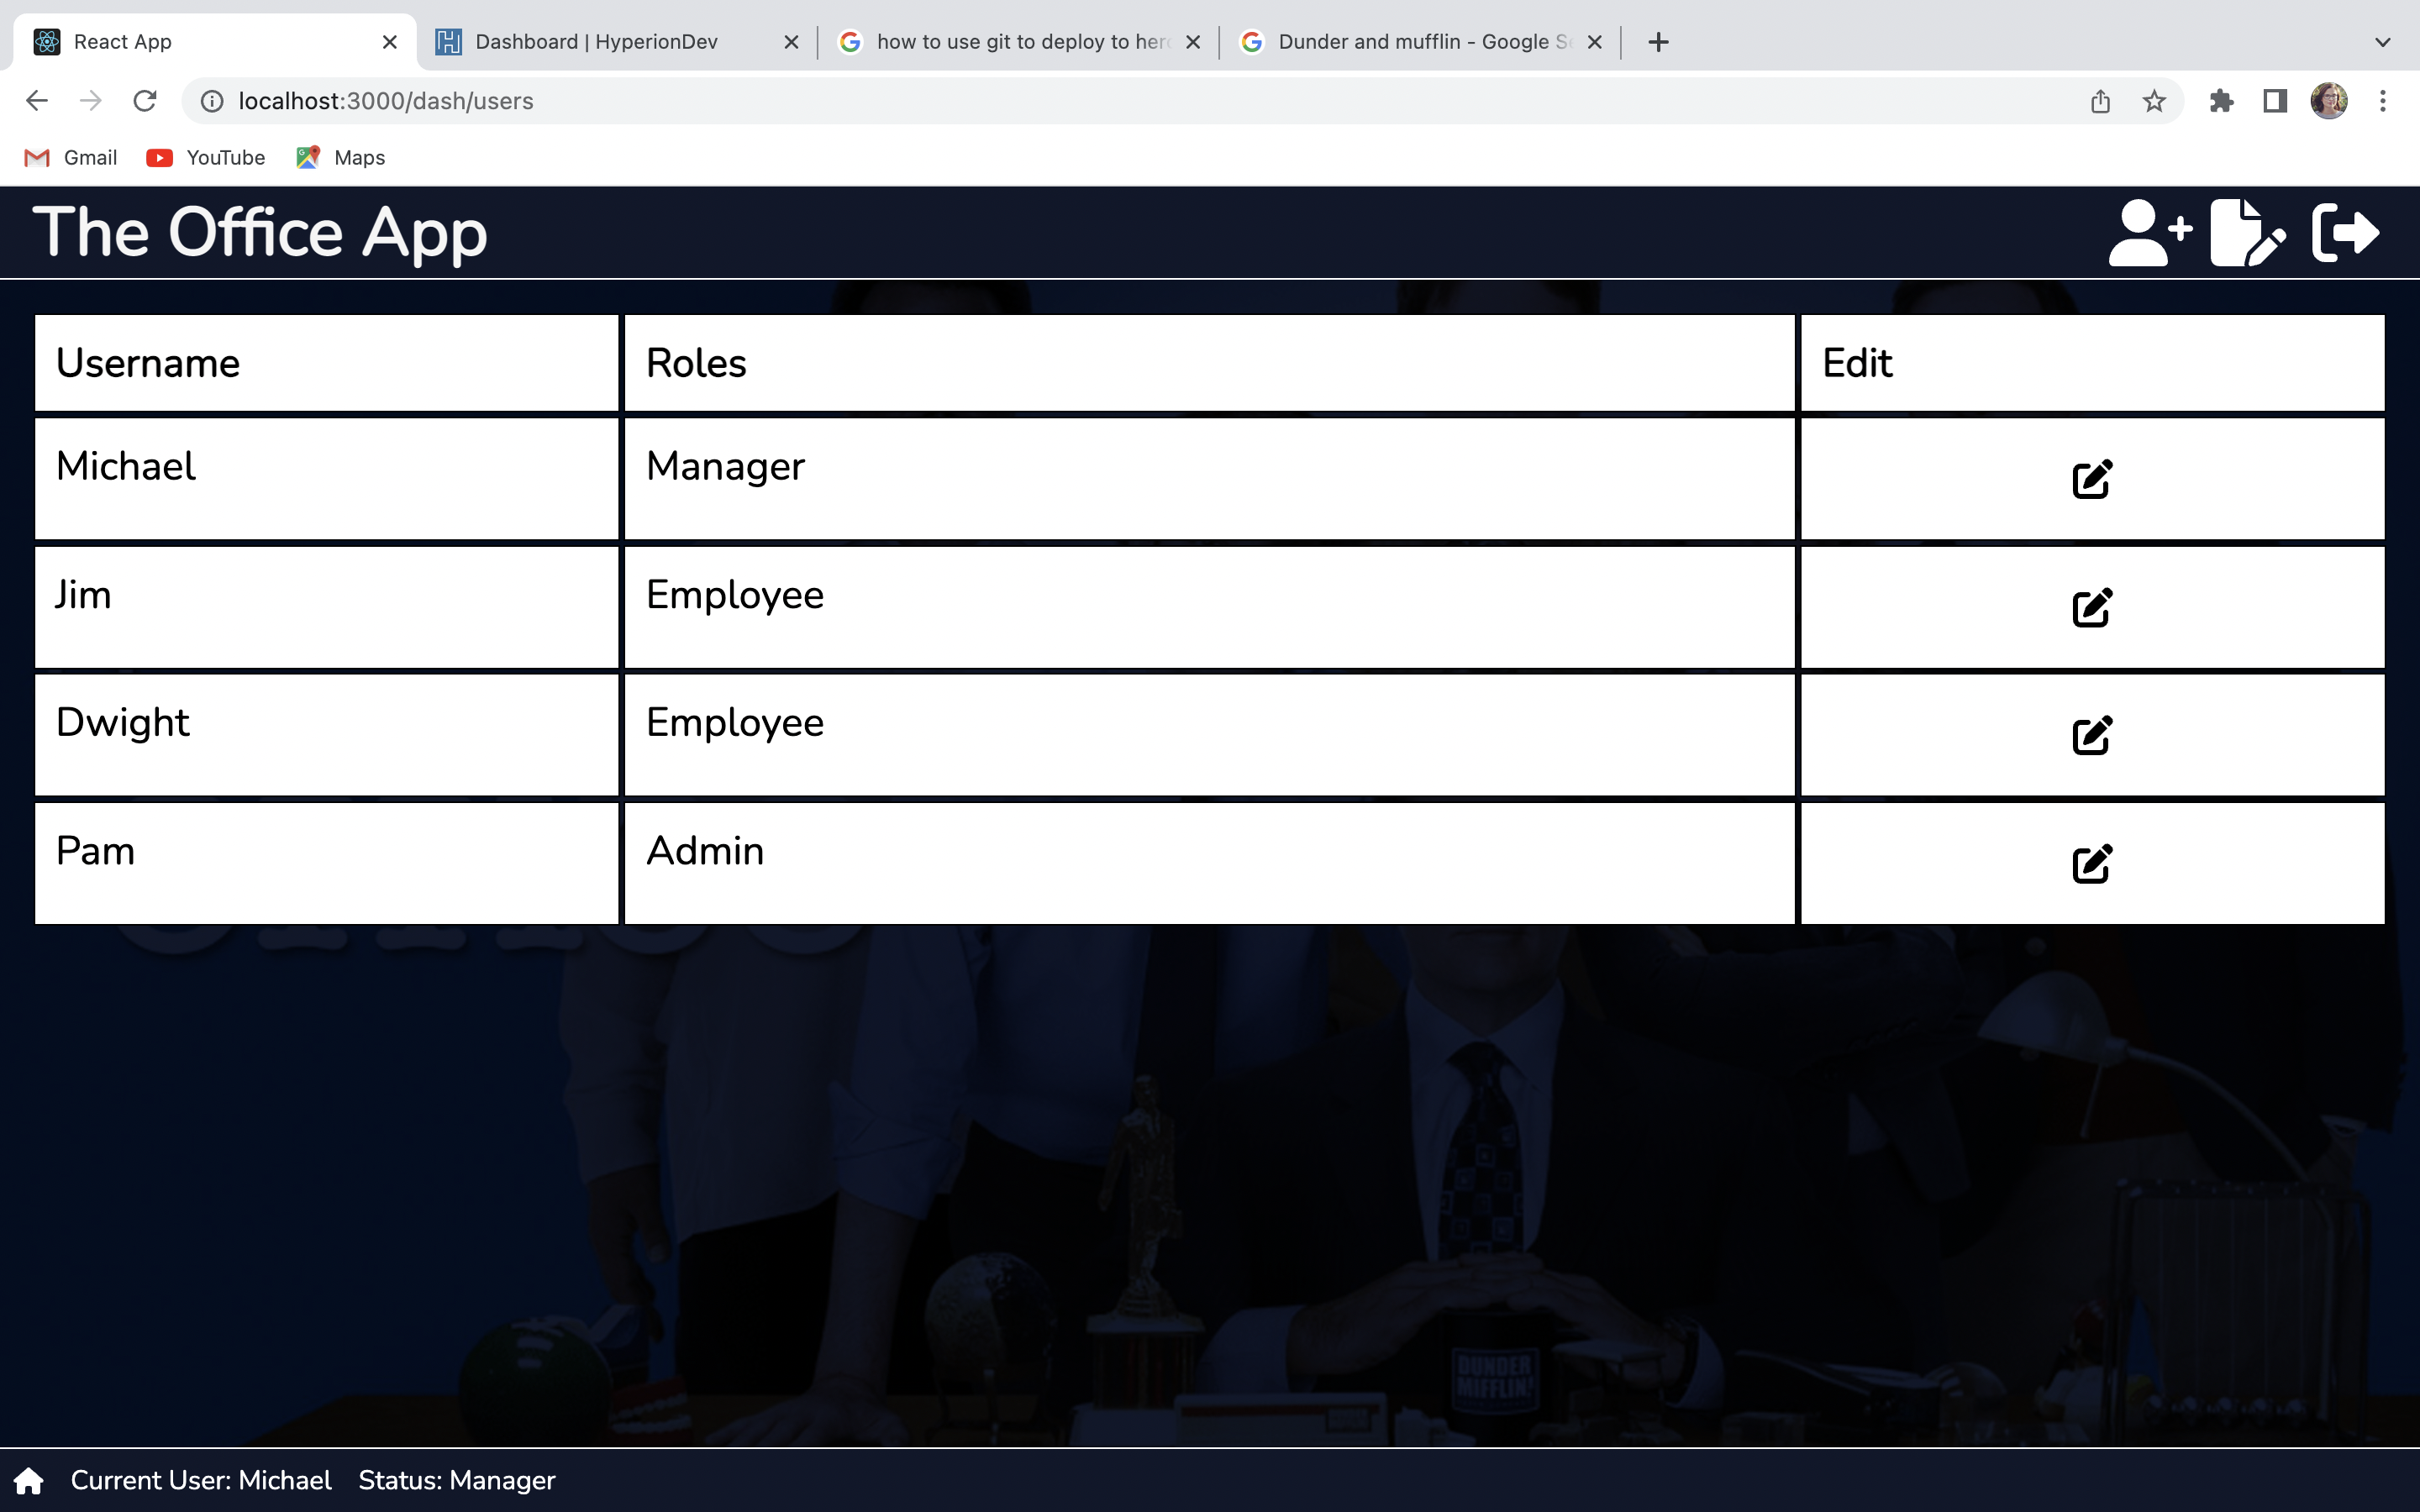 React App
Dashboard | HyperionDev
how to use git to deploy to her
Dunder and mufflin - Google Se
localhost:3000/dash/users
Gmail
YouTube
Maps
The Office App
Username Roles Edit
Michael Manager
Jim Employee
Dwight Employee
Pam Admin
DUNDER
MIFFLIN
Current User: Michael Status: Manager